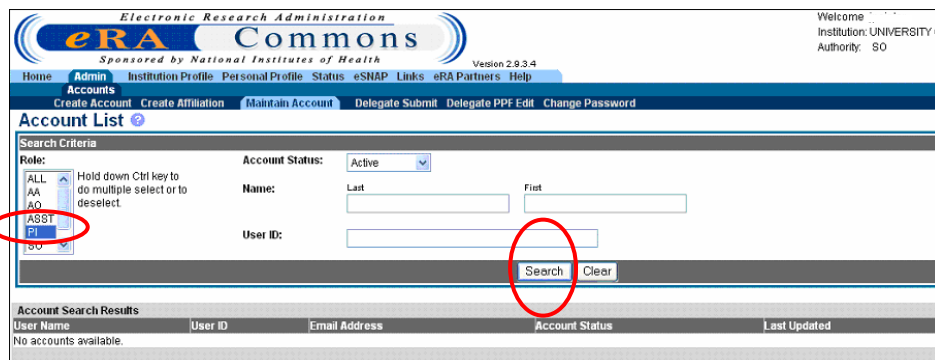 Electronic Research Administration
eRA Commons
Sponsored by National Institutes of Health
Version 2.9.3.4
Welcome
Institution: UNIVERSITY
Authority: SO
Home Admin Institution Profile Personal Profile Status eSNAP Links eRA Partners Help
Accounts
Create Account Create Affiliation Maintain Account Delegate Submit Delegate PPF Edit Change Password
Account List ?
Search Criteria
Role: Account Status: Active
ALL Hold down Ctrl key to
AA do multiple select or to
AO deselect.
ASST
PI
SO
Name: Last First
User ID:
Search Clear
Account Search Results
User Name User ID Email Address Account Status Last Updated
No accounts available.